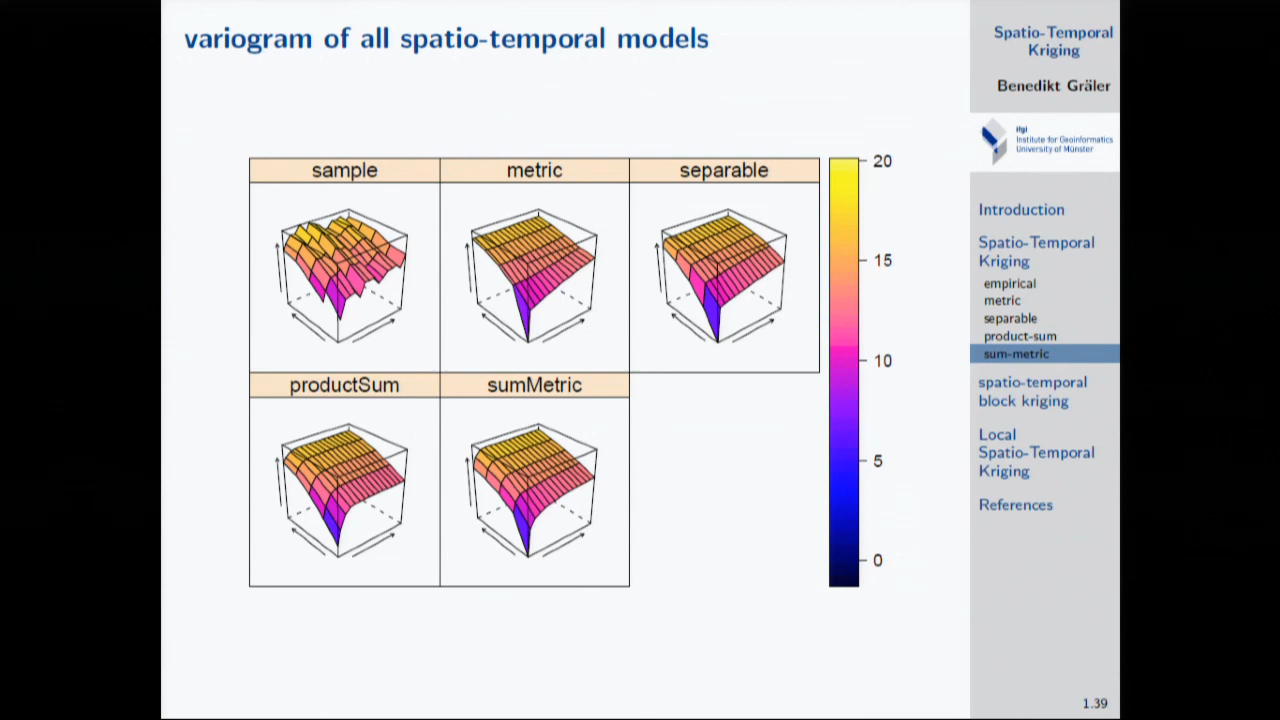 variogram of all spatio-temporal models
sample
metric
separable
productSum
sumMetric
20
15
10
5
0
Spatio-Temporal
Kriging
Benedikt Gräler
ifgi
Institute for Geoinformatics
University of Münster
Introduction
Spatio-Temporal
Kriging
empirical
metric
separable
product-sum
sum-metric
spatio-temporal
block kriging
Local
Spatio-Temporal
Kriging
References
1.39